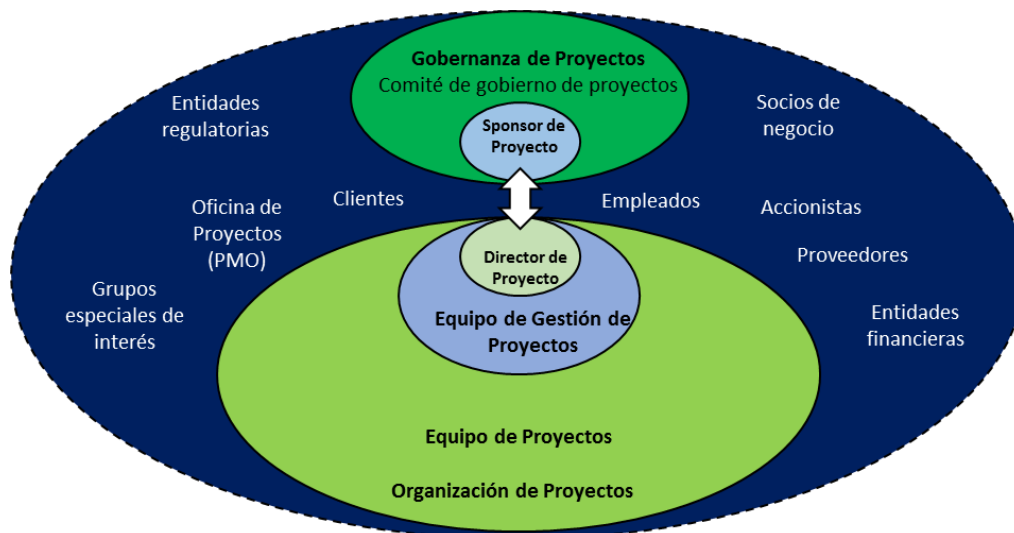 Gobernanza de Proyectos
Comité de gobierno de proyectos
Sponsor de
Proyecto
Entidades
regulatorias
Socios de
negocio
Clientes
Empleados
Oficina de
Proyectos
(PMO)
Accionistas
Proveedores
Grupos
especiales de
interés
Entidades
financieras
Director de
Proyecto
Equipo de Gestión de
Proyectos
Equipo de Proyectos
Organización de Proyectos